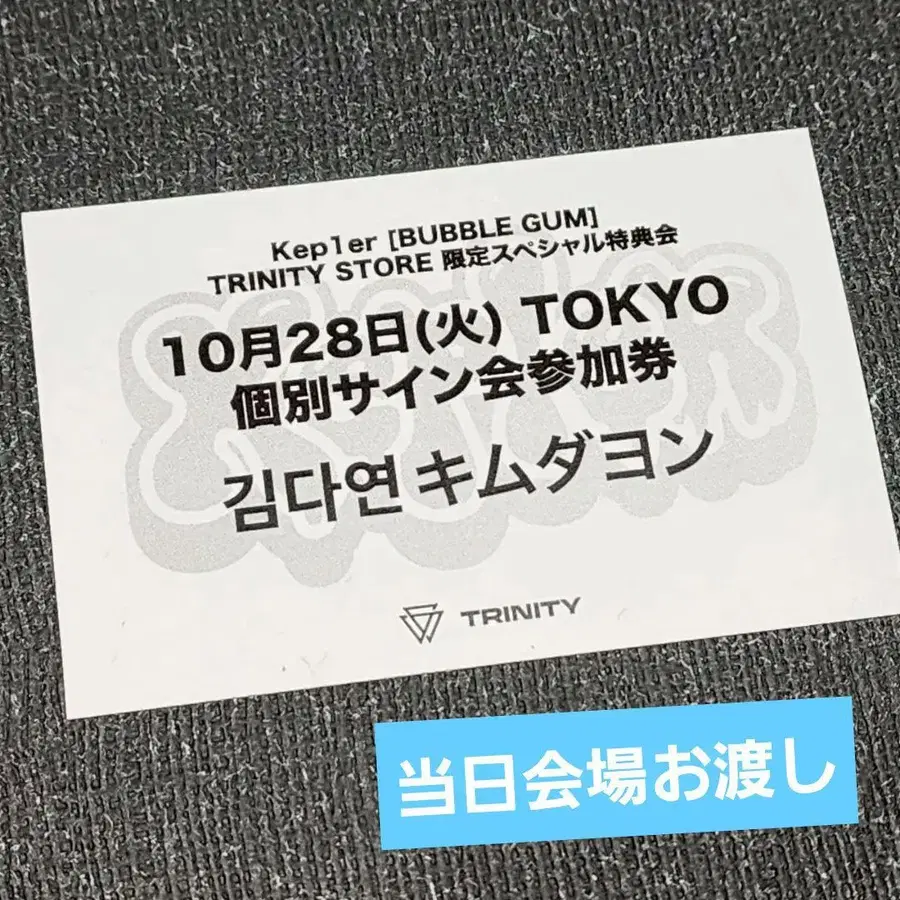 Kep1er [BUBBLE GUM]
TRINITY STORE 限定スペシャル特典会
10月28日(火) TOKYO
個別サイン会参加券
김다연 キムダヨン
TRINITY
当日会場お渡し